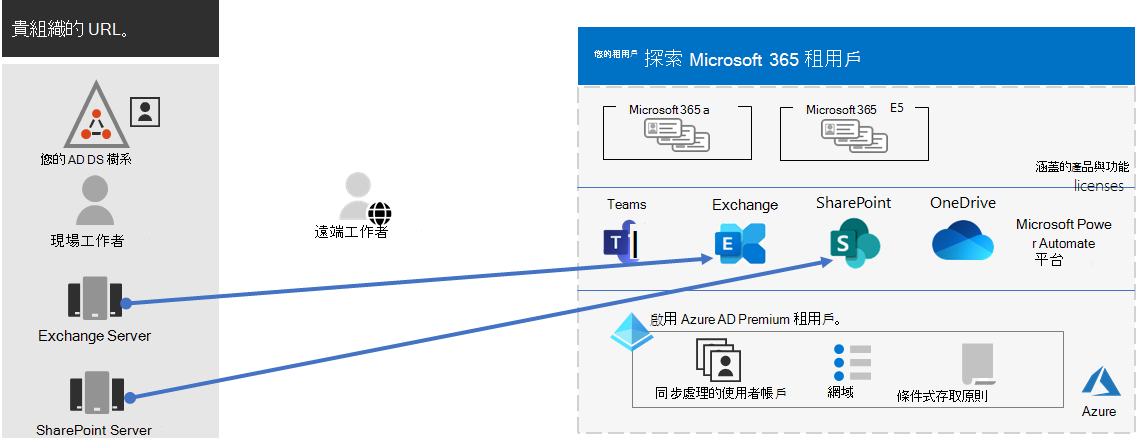 貴組織的 URL。
您的 AD DS 樹系
現場工作者
Exchange Server
SharePoint Server
遠端工作者
您的租用戶 探索 Microsoft 365 租用戶
Microsoft 365 a
Microsoft 365 E5
涵蓋的產品與功能
licenses
Teams
Exchange
SharePoint
OneDrive
Microsoft Powe
r Automate
平台
T
E
S
啟用 Azure AD Premium 租用戶。
同步處理的使用者帳戶
網域
條件式存取原則
Azure